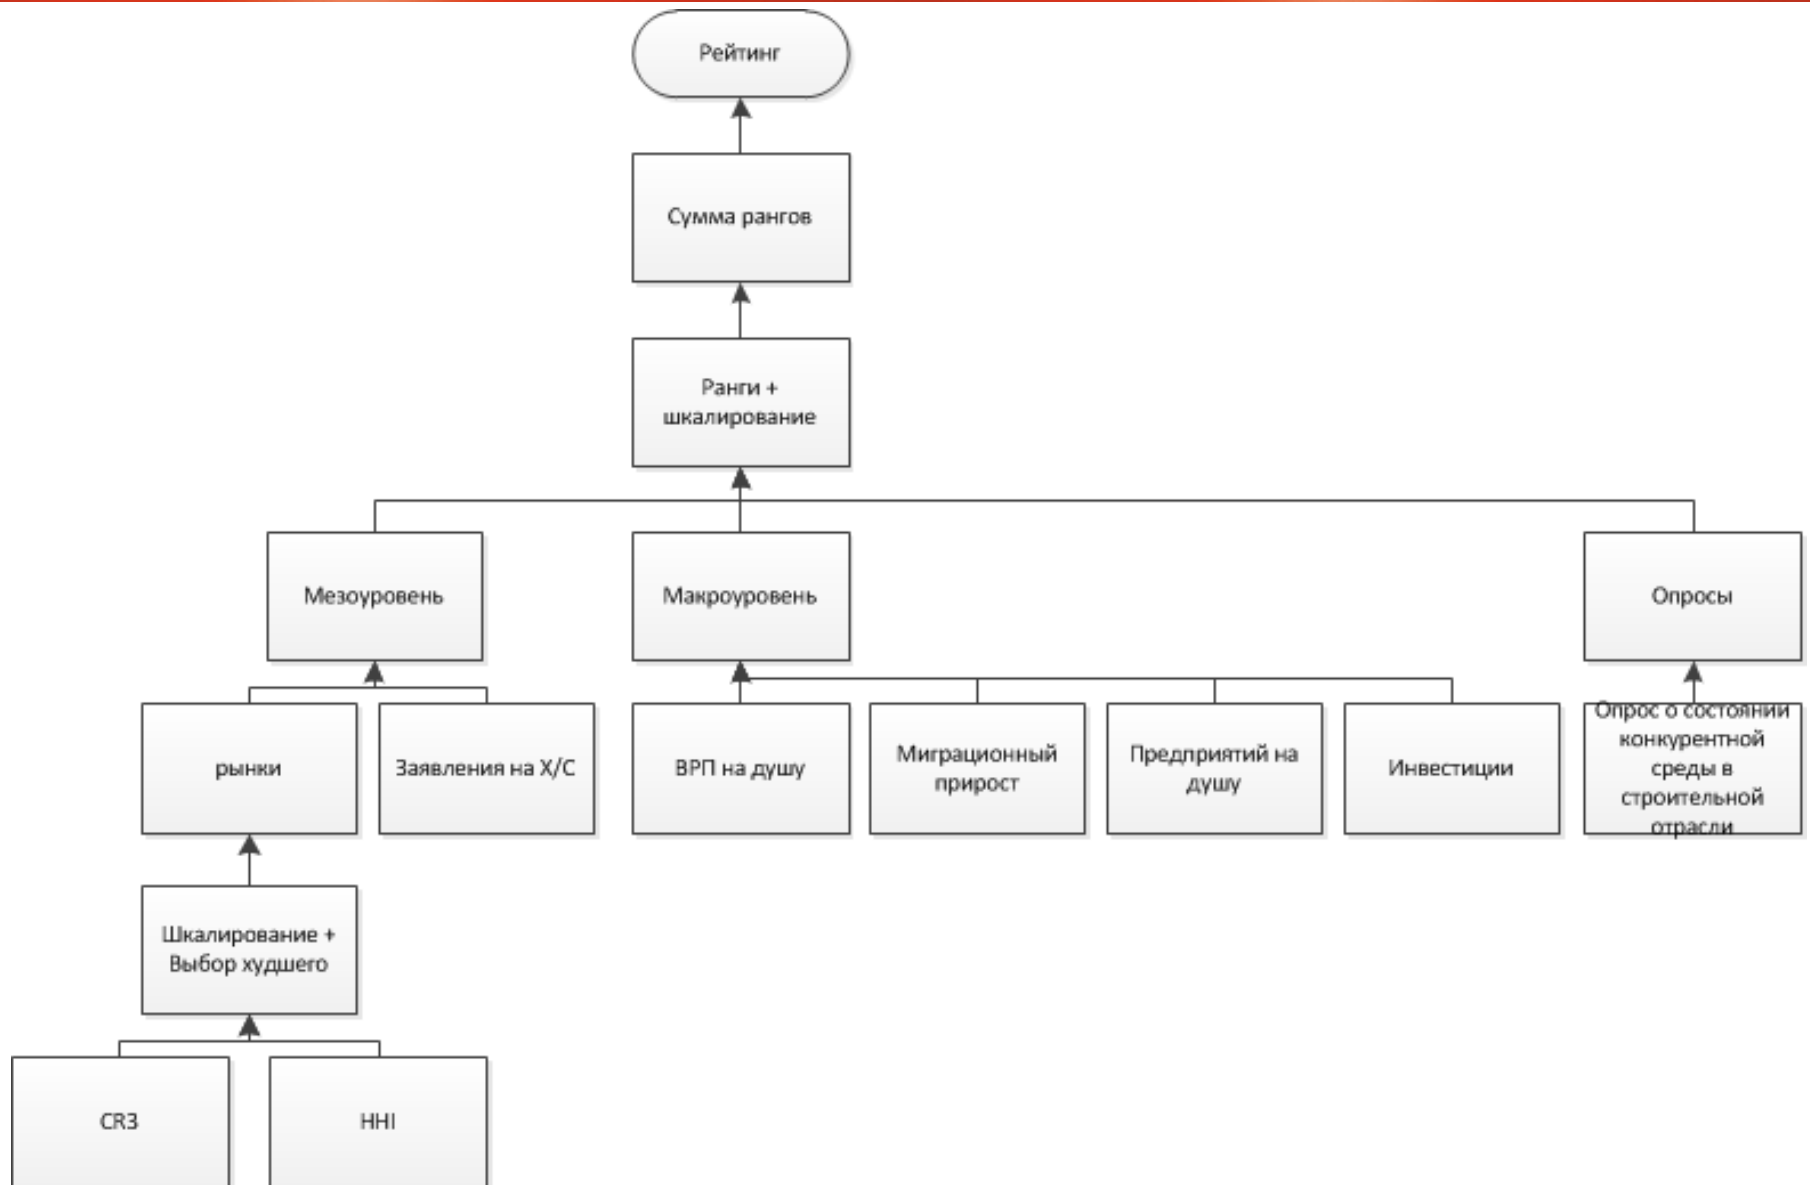 Рейтинг
Сумма рангов
Ранги +
шкалирование
Мезоуровень
Макроуровень
Опросы
рынки
Заявления на Х/С
ВРП на душу
Миграционный
прирост
Предприятий на
душу
Инвестиции
Опрос о состоянии
конкурентной
среды в
строительной
отрасли
Шкалирование +
Выбор худшего
CR3
HHI